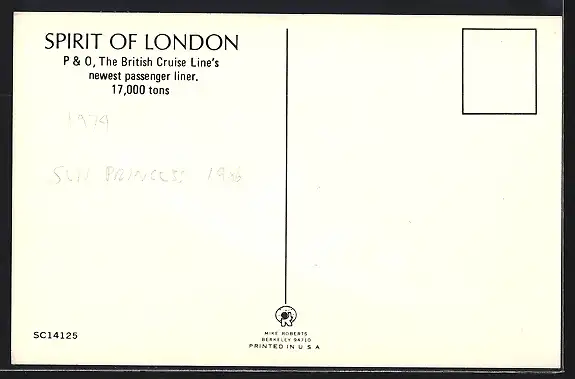 SPIRIT OF LONDON
P & O, The British Cruise Line's
newest passenger liner.
17,000 tons
1974
SUN PRINCESS
SC14125
MIKE ROBERTS
BERKELEY 94710
PRINTED IN U S A